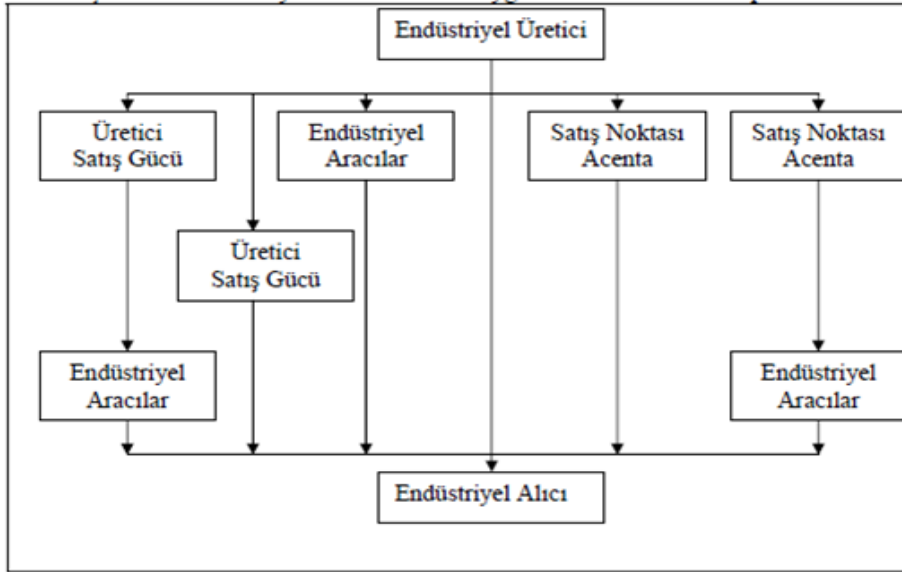 Endüstriyel Üretici
Üretici
Satış Gücü
Endüstriyel
Aracılar
Satış Noktası
Acenta
Satış Noktası
Acenta
Üretici
Satış Gücü
Endüstriyel
Aracılar
Endüstriyel
Aracılar
Endüstriyel Alıcı